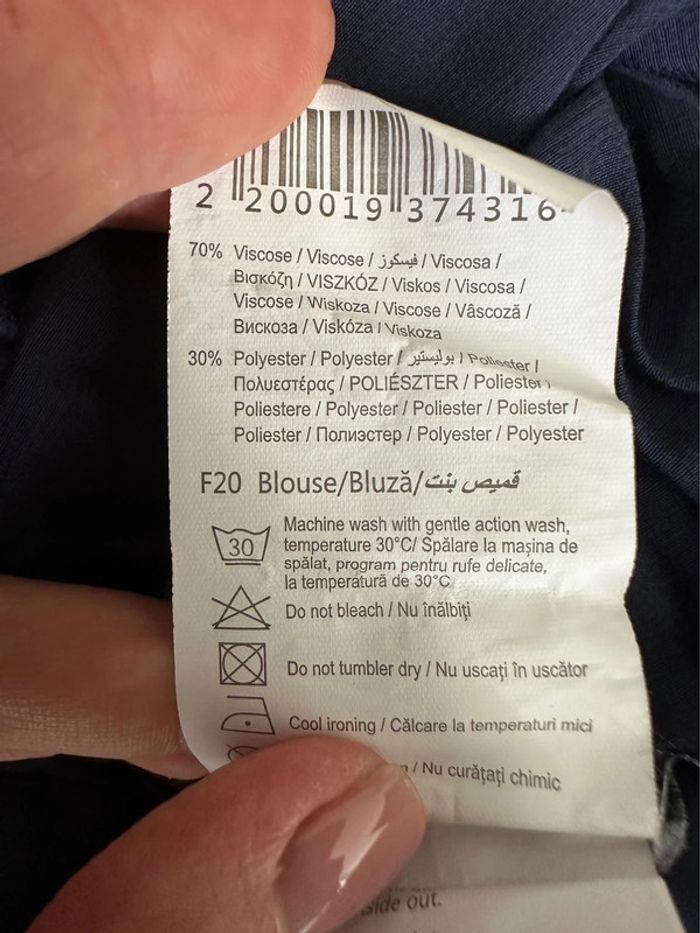 2 200019 374316
70% Viscose / Viscose / فيسكوز / Viscosa /
Βισκόζη / VISZKÓZ / Viskos / Viscosa /
Viscose / Wiskoza / Viscose / Vâscoză /
Вискоза / Viskóza / Viskoza
30% Polyester / Polyester / بوليستير / Poliester /
Πολυεστέρας / POLIÉSZTER / Poliester /
Poliestere / Polyester / Poliester / Poliester /
Poliester / Полиэстер / Polyester / Polyester
F20 Blouse/Bluză/قميص بنت
30
Machine wash with gentle action wash,
temperature 30°C/ Spălare la mașina de
spălat, program pentru rufe delicate,
la temperatură de 30°C
Do not bleach / Nu înălbiți
Do not tumbler dry / Nu uscați în uscător
Cool ironing / Călcare la temperaturi mici
/ Nu curățați chimic
side out.